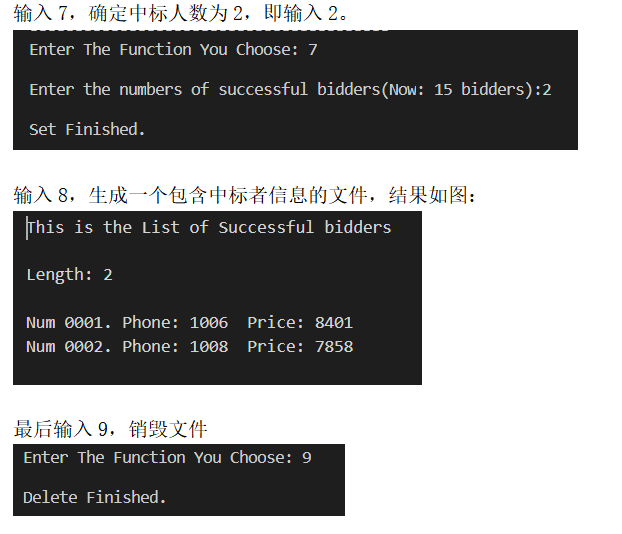 输入 7，确定中标人数为 2，即输入 2。
Enter The Function You Choose: 7
Enter the numbers of successful bidders(Now: 15 bidders):2
Set Finished.
输入 8，生成一个包含中标者信息的文件，结果如图：
This is the List of Successful bidders
Length: 2
Num 0001. Phone: 1006  Price: 8401
Num 0002. Phone: 1008  Price: 7858
最后输入 9，销毁文件
Enter The Function You Choose: 9
Delete Finished.